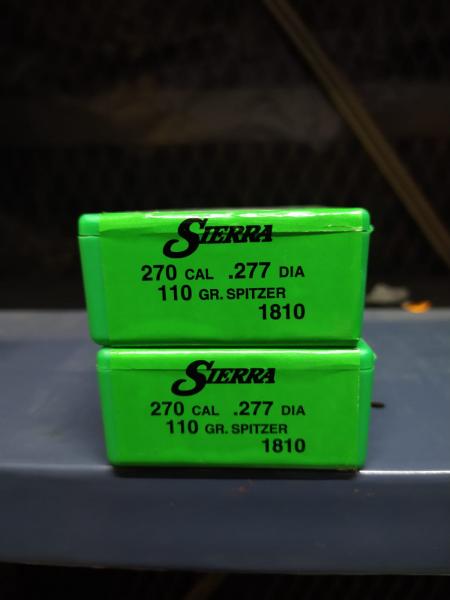 SIERRA
270 CAL .277 DIA
110 GR. SPITZER
1810
SIERRA
270 CAL .277 DIA
110 GR. SPITZER
1810